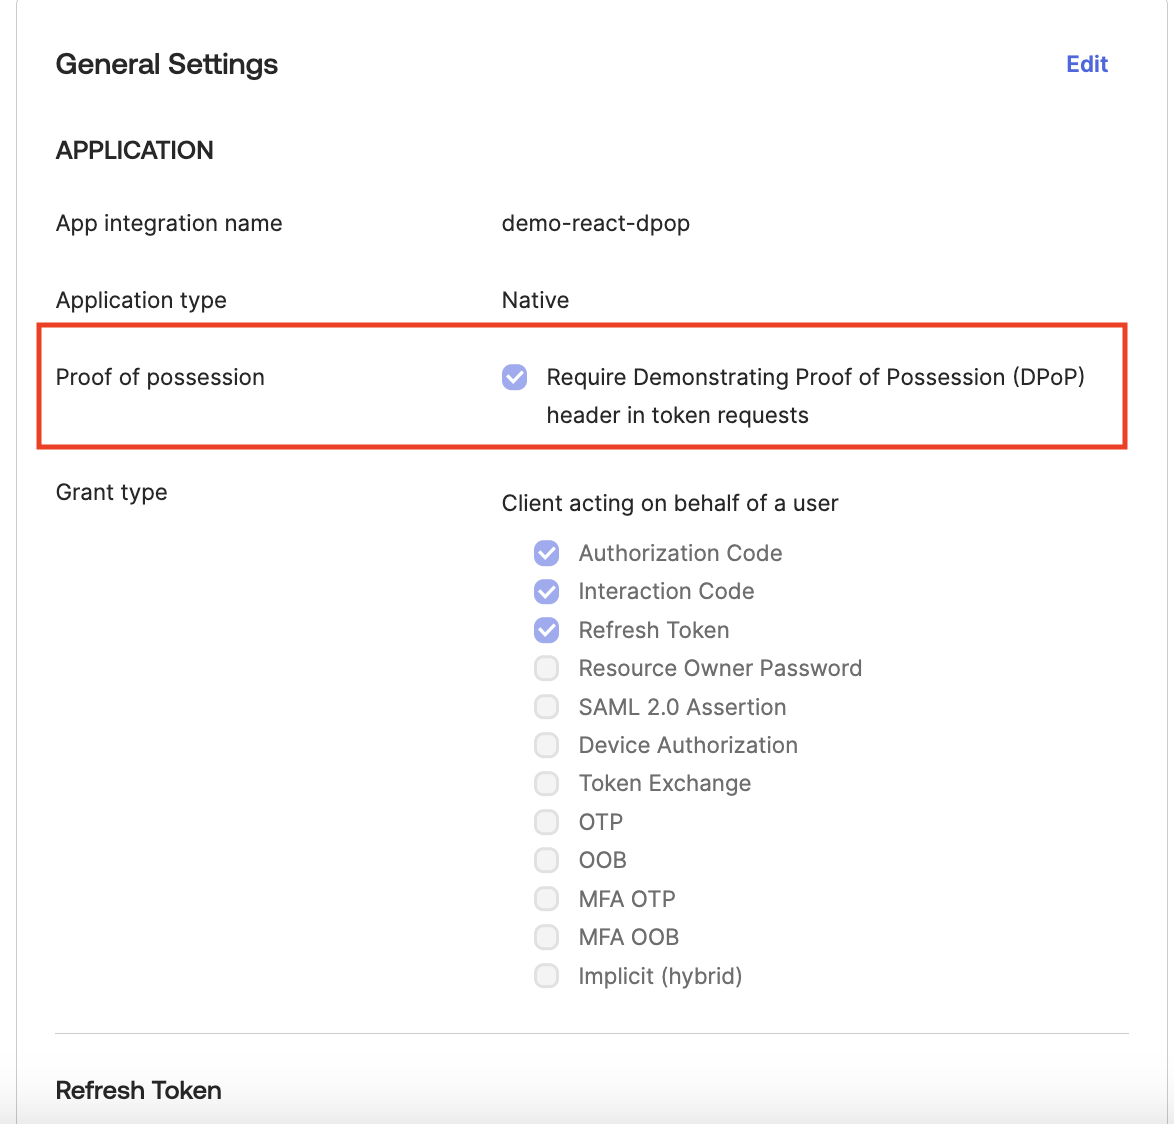 General Settings
Edit
APPLICATION
App integration name
demo-react-dpop
Application type
Native
Proof of possession
Require Demonstrating Proof of Possession (DPoP)
header in token requests
Grant type
Client acting on behalf of a user
Authorization Code
Interaction Code
Refresh Token
Resource Owner Password
SAML 2.0 Assertion
Device Authorization
Token Exchange
OTP
OOB
MFA OTP
MFA OOB
Implicit (hybrid)
Refresh Token